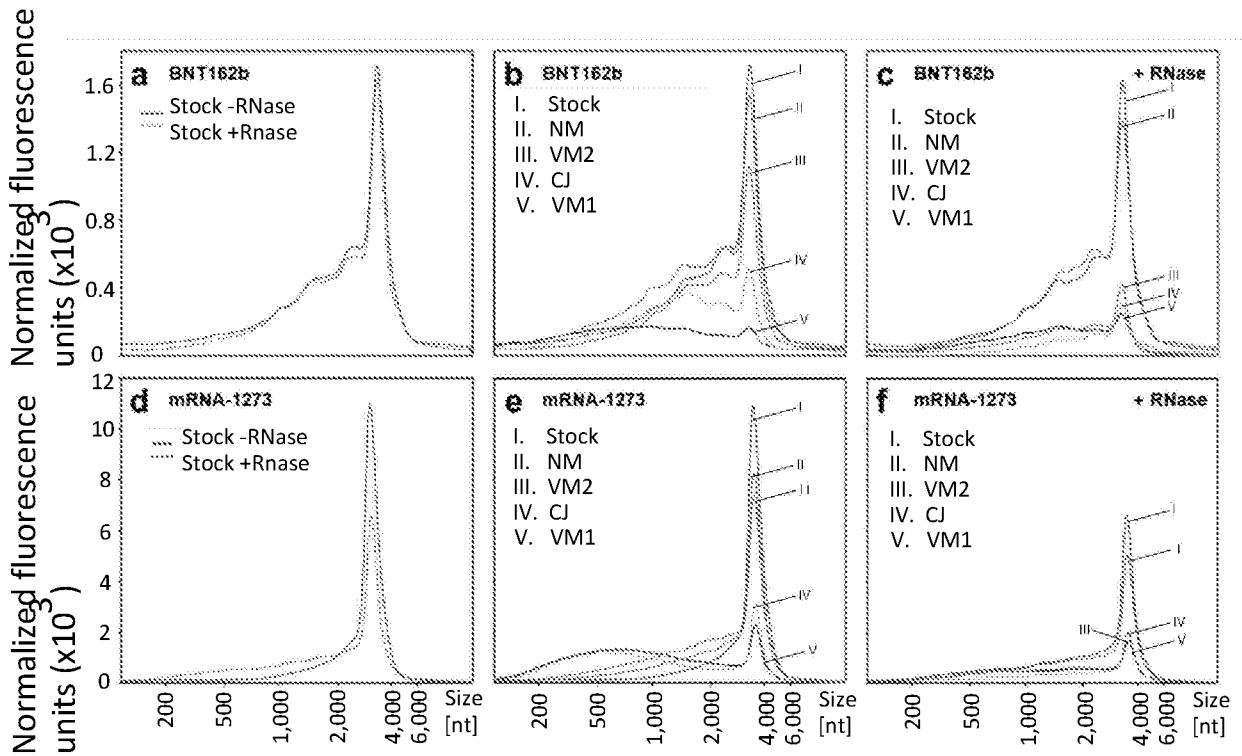 Normalized fluorescence
units (x10³)
1.6
1.2
0.8
0.4
0
a BNT162b
Stock -RNase
Stock +Rnase
b BNT162b
I. Stock
II. NM
III. VM2
IV. CJ
V. VM1
I
II
III
IV
V
c BNT162b + RNase
I. Stock
II. NM
III. VM2
IV. CJ
V. VM1
I
II
III
IV
V
Normalized fluorescence
units (x10³)
12
10
8
6
4
2
0
d mRNA-1273
Stock -RNase
Stock +Rnase
e mRNA-1273
I. Stock
II. NM
III. VM2
IV. CJ
V. VM1
I
II
IV
V
f mRNA-1273 + RNase
I. Stock
II. NM
III. VM2
IV. CJ
V. VM1
I
I
III
IV
V
200 500 1,000 2,000 4,000 6,000 Size [nt]
200 500 1,000 2,000 4,000 6,000 Size [nt]
200 500 1,000 2,000 4,000 6,000 Size [nt]